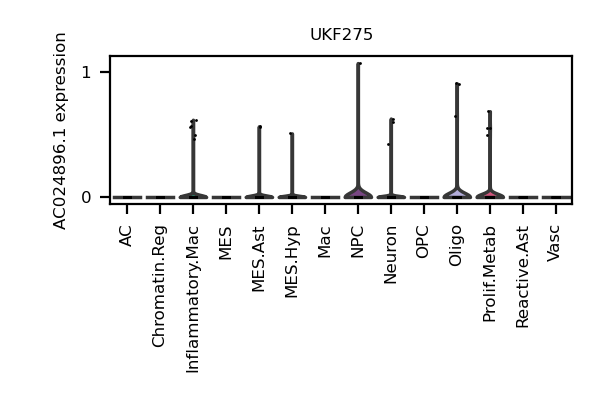 UKF275
AC024896.1 expression
1
0
AC
Chromatin.Reg
Inflammatory.Mac
MES
MES.Ast
MES.Hyp
Mac
NPC
Neuron
OPC
Oligo
Prolif.Metab
Reactive.Ast
Vasc